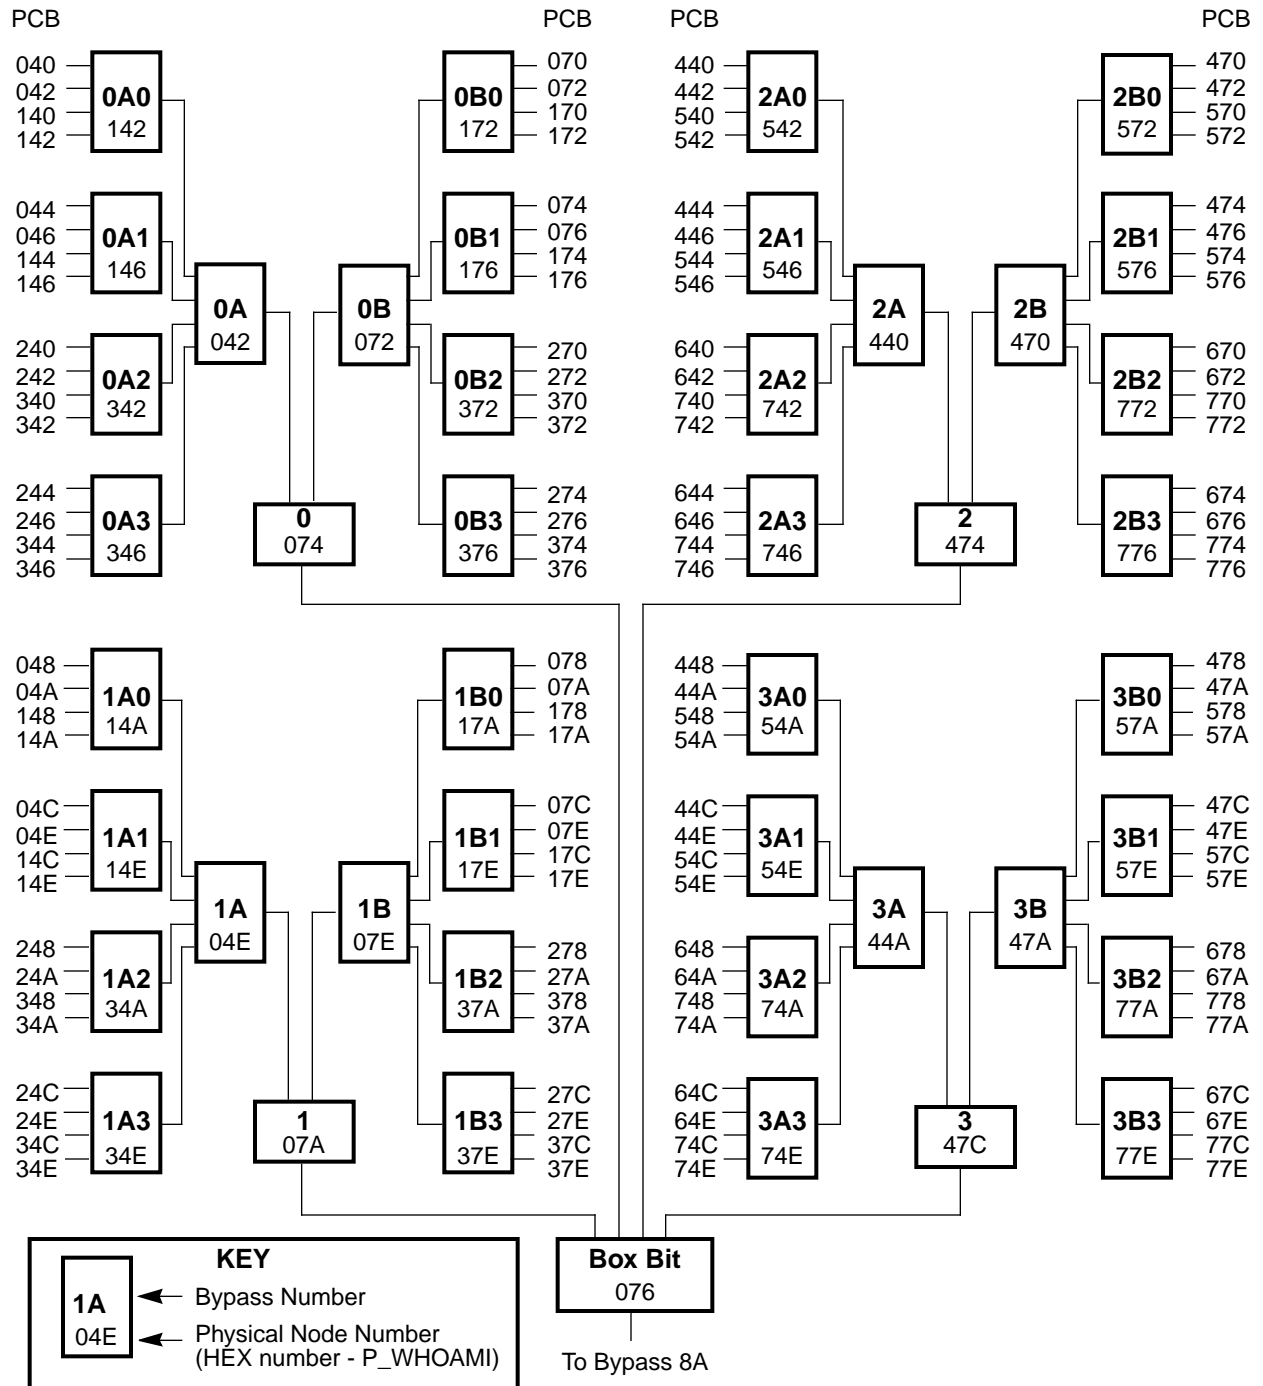 PCB PCB PCB PCB
040
042
140
142
0A0
142
0B0
172
070
072
170
172
440
442
540
542
2A0
542
2B0
572
470
472
570
572
044
046
144
146
0A1
146
0B1
176
074
076
174
176
444
446
544
546
2A1
546
2B1
576
474
476
574
576
0A
042
0B
072
2A
440
2B
470
240
242
340
342
0A2
342
0B2
372
270
272
370
372
640
642
740
742
2A2
742
2B2
772
670
672
770
772
244
246
344
346
0A3
346
0
074
0B3
376
274
276
374
376
644
646
744
746
2A3
746
2
474
2B3
776
674
676
774
776
048
04A
148
14A
1A0
14A
1B0
17A
078
07A
178
17A
448
44A
548
54A
3A0
54A
3B0
57A
478
47A
578
57A
04C
04E
14C
14E
1A1
14E
1B1
17E
07C
07E
17C
17E
44C
44E
54C
54E
3A1
54E
3B1
57E
47C
47E
57C
57E
1A
04E
1B
07E
3A
44A
3B
47A
248
24A
348
34A
1A2
34A
1B2
37A
278
27A
378
37A
648
64A
748
74A
3A2
74A
3B2
77A
678
67A
778
77A
24C
24E
34C
34E
1A3
34E
1
07A
1B3
37E
27C
27E
37C
37E
64C
64E
74C
74E
3A3
74E
3
47C
3B3
77E
67C
67E
77C
77E
KEY
1A
04E
Bypass Number
Physical Node Number
(HEX number - P_WHOAMI)
Box Bit
076
To Bypass 8A